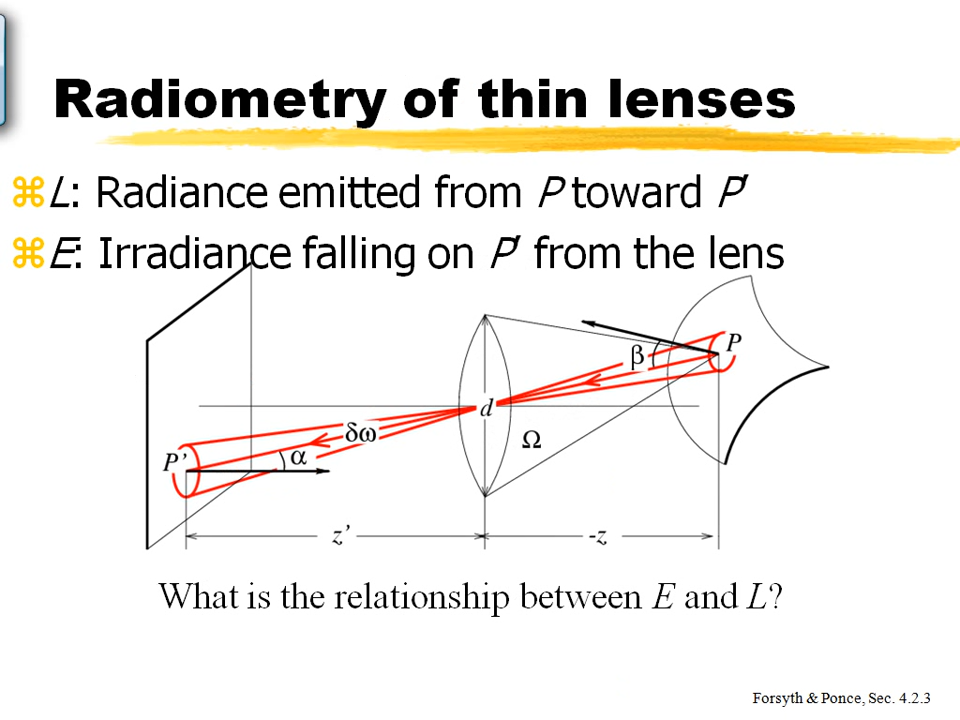 Radiometry of thin lenses
L: Radiance emitted from P toward P'
E: Irradiance falling on P' from the lens
P
β
d
δω
Ω
P'
α
z'
-z
What is the relationship between E and L?
Forsyth & Ponce, Sec. 4.2.3